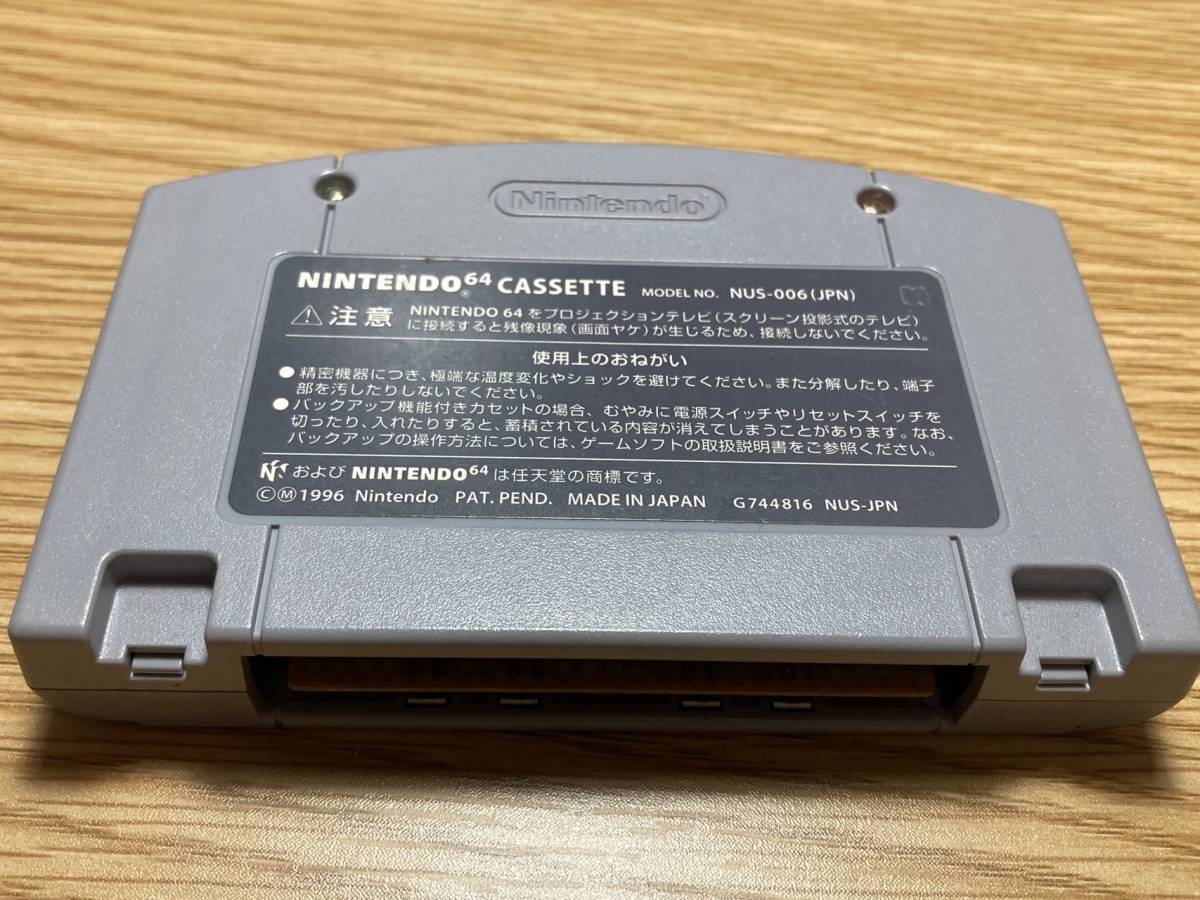 Nintendo
NINTENDO64® CASSETTE MODEL NO. NUS-006(JPN)
⚠注意 NINTENDO 64をプロジェクションテレビ(スクリーン投影式のテレビ)
に接続すると残像現象(画面ヤケ)が生じるため、接続しないでください。
使用上のおねがい
●精密機器につき、極端な温度変化やショックを避けてください。また分解したり、端子
部を汚したりしないでください。
●バックアップ機能付きカセットの場合、むやみに電源スイッチやリセットスイッチを
切ったり、入れたりすると、蓄積されている内容が消えてしまうことがあります。なお、
バックアップの操作方法については、ゲームソフトの取扱説明書をご参照ください。
および NINTENDO64は任天堂の商標です。
©Ⓜ1996 Nintendo PAT. PEND. MADE IN JAPAN G744816 NUS-JPN